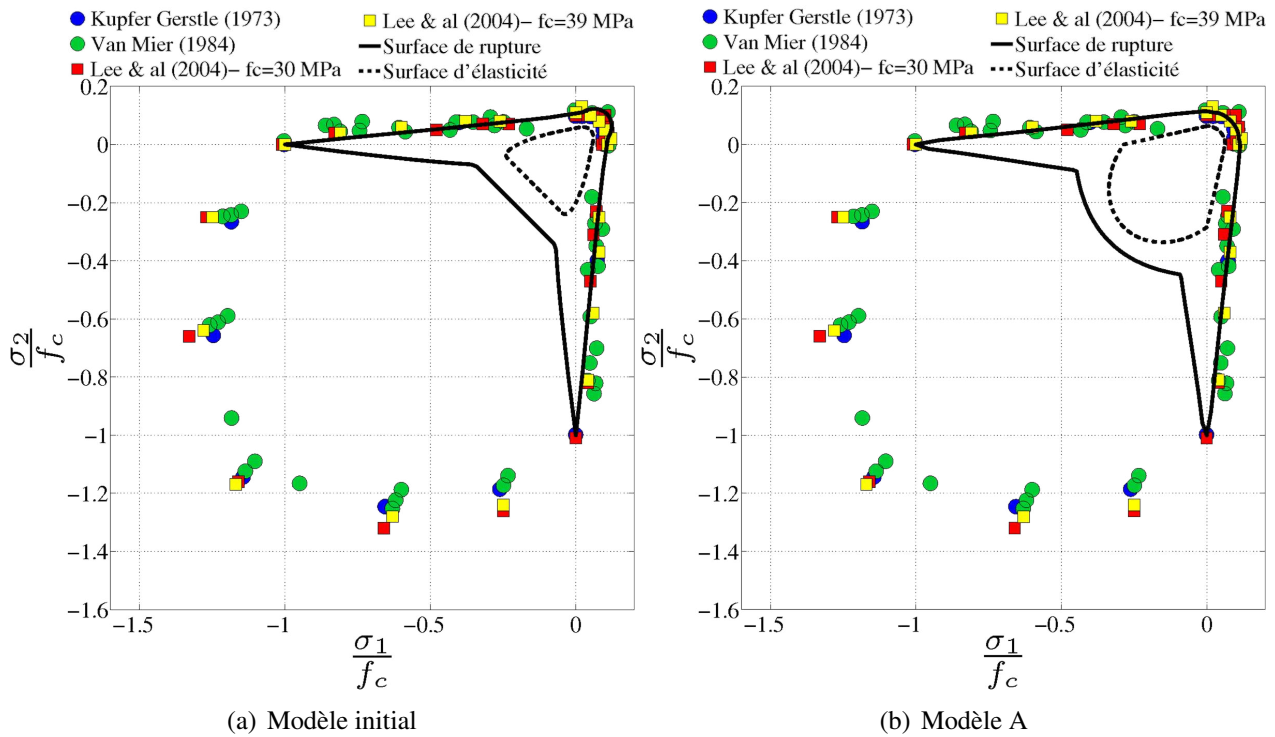 Kupfer Gerstle (1973)
Van Mier (1984)
Lee & al (2004)− fc=30 MPa
Lee & al (2004)− fc=39 MPa
Surface de rupture
Surface d'élasticité
0.2
0
−0.2
−0.4
−0.6
−0.8
−1
−1.2
−1.4
−1.6
σ2
fc
−1.5
−1
−0.5
0
σ1
fc
(a) Modèle initial
Kupfer Gerstle (1973)
Van Mier (1984)
Lee & al (2004)− fc=30 MPa
Lee & al (2004)− fc=39 MPa
Surface de rupture
Surface d'élasticité
0.2
0
−0.2
−0.4
−0.6
−0.8
−1
−1.2
−1.4
−1.6
σ2
fc
−1.5
−1
−0.5
0
σ1
fc
(b) Modèle A